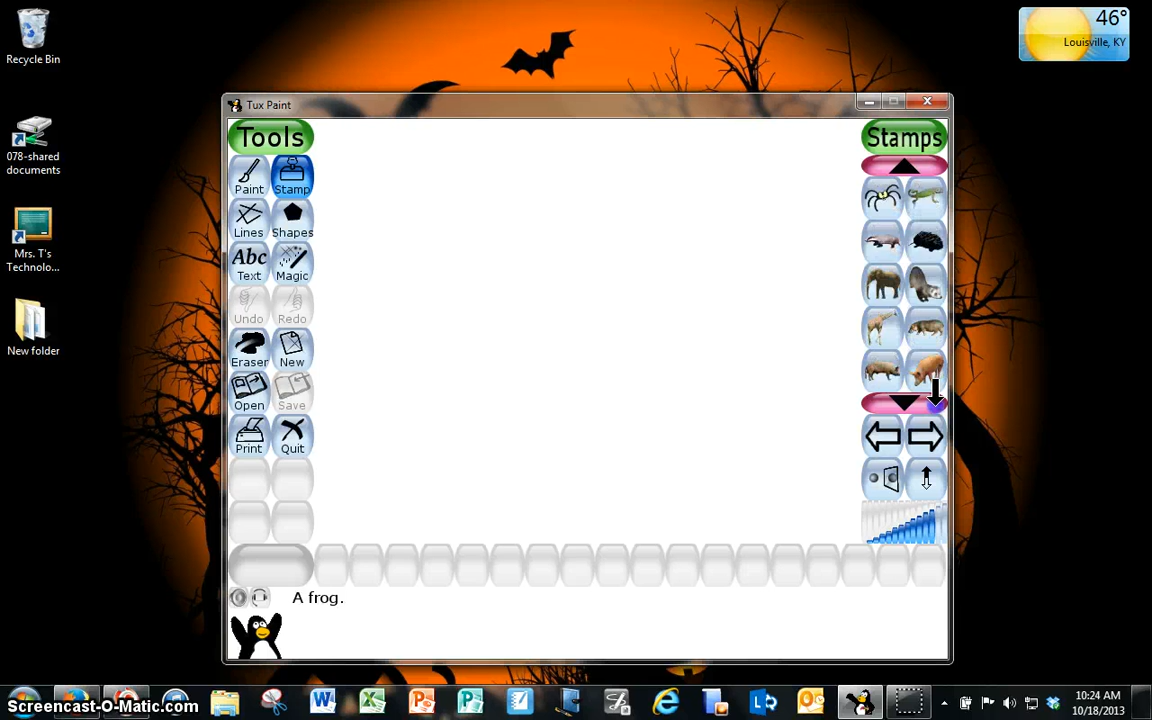 Recycle Bin
078-shared
documents
Mrs. T's
Technolo...
New folder
46°
Louisville, KY
Tux Paint
Tools
Paint
Stamp
Lines
Shapes
Abc
Text
Magic
Undo
Redo
Eraser
New
Open
Save
Print
Quit
Stamps
A frog.
Screencast-O-Matic.com
10:24 AM
10/18/2013